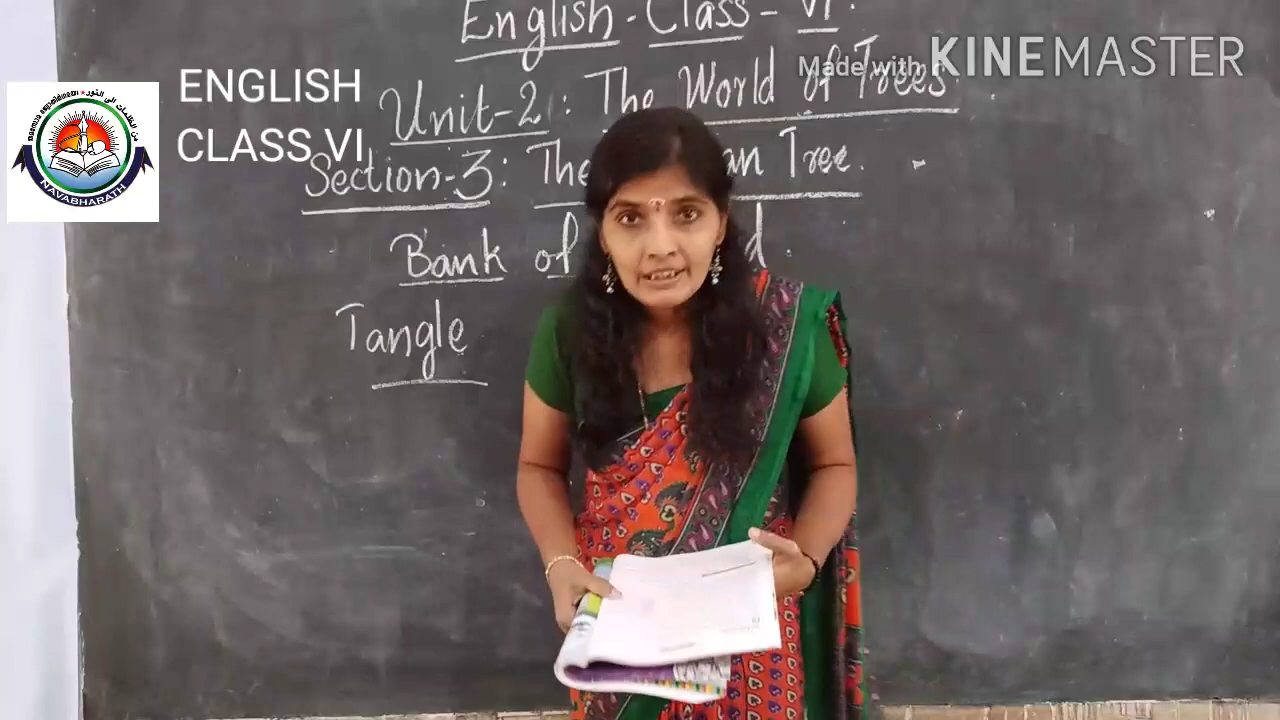 English - Class - VI.
Made with KINEMASTER
ENGLISH
CLASS VI
Unit-2 : The World of Trees.
Section-3 : The an Tree.
Bank of d.
Tangle
NAVABHARATH